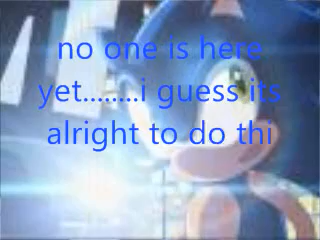 no one is here
yet........i guess its
alright to do thi